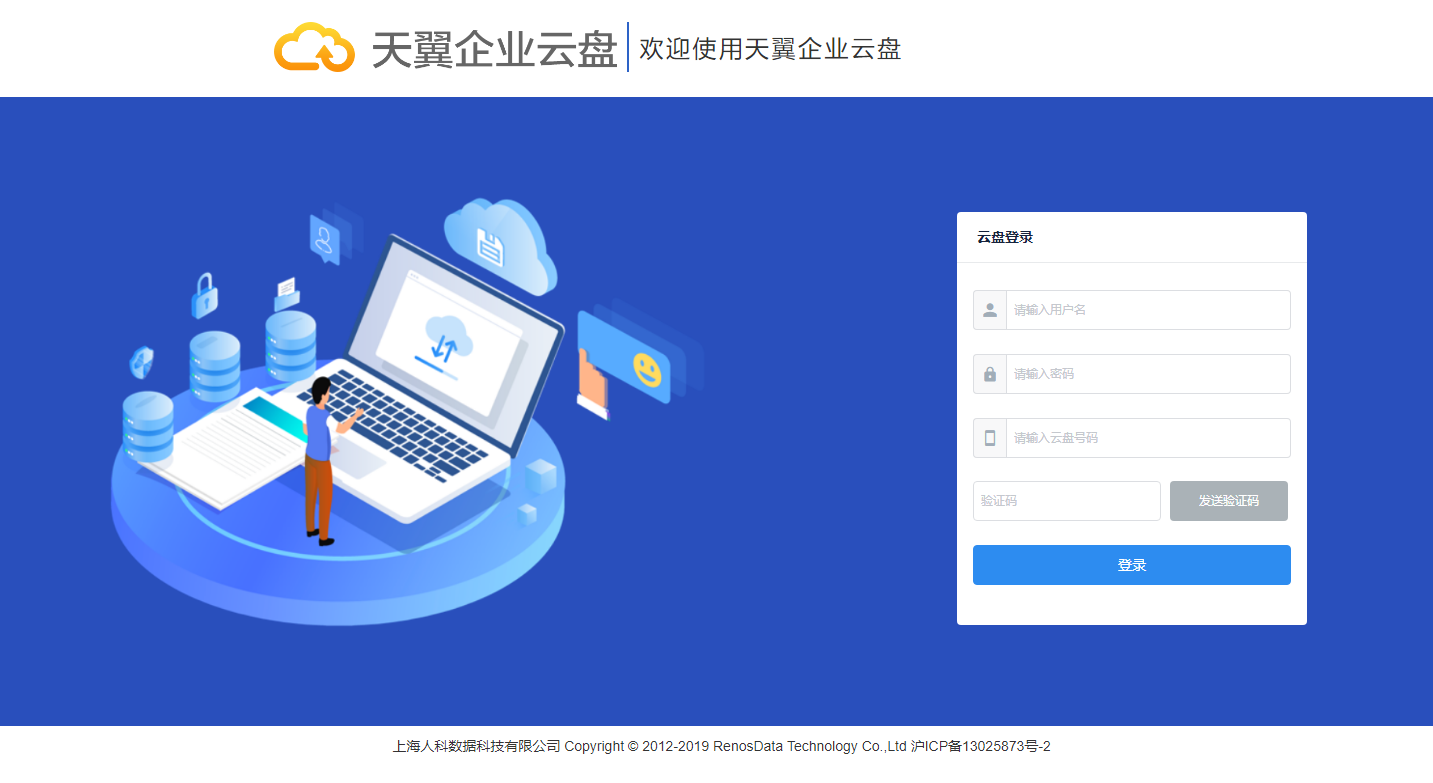 天翼企业云盘
欢迎使用天翼企业云盘
云盘登录
请输入用户名
请输入密码
请输入云盘号码
验证码
发送验证码
登录
上海人科数据科技有限公司 Copyright © 2012-2019 RenosData Technology Co.,Ltd 沪ICP备13025873号-2